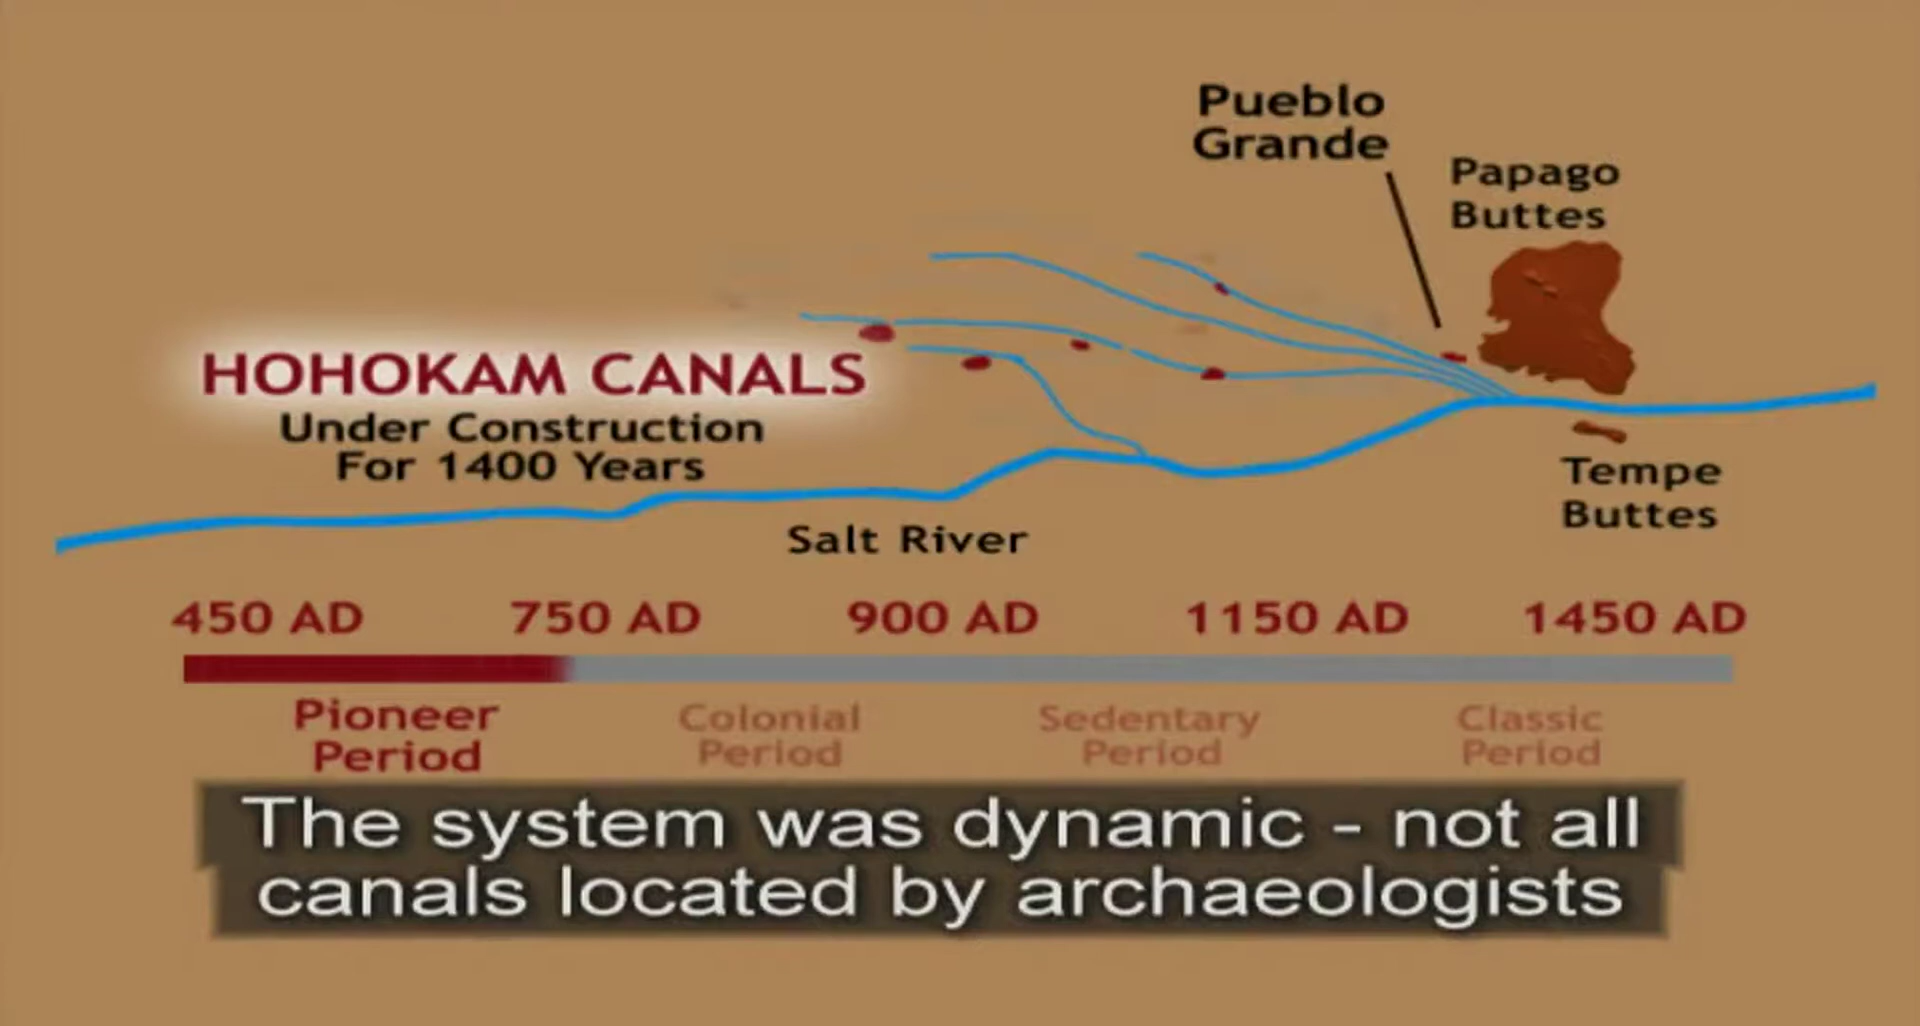 Pueblo
Grande
Papago
Buttes
HOHOKAM CANALS
Under Construction
For 1400 Years
Tempe
Buttes
Salt River
450 AD 750 AD 900 AD 1150 AD 1450 AD
Pioneer
Period
Colonial
Period
Sedentary
Period
Classic
Period
The system was dynamic - not all
canals located by archaeologists